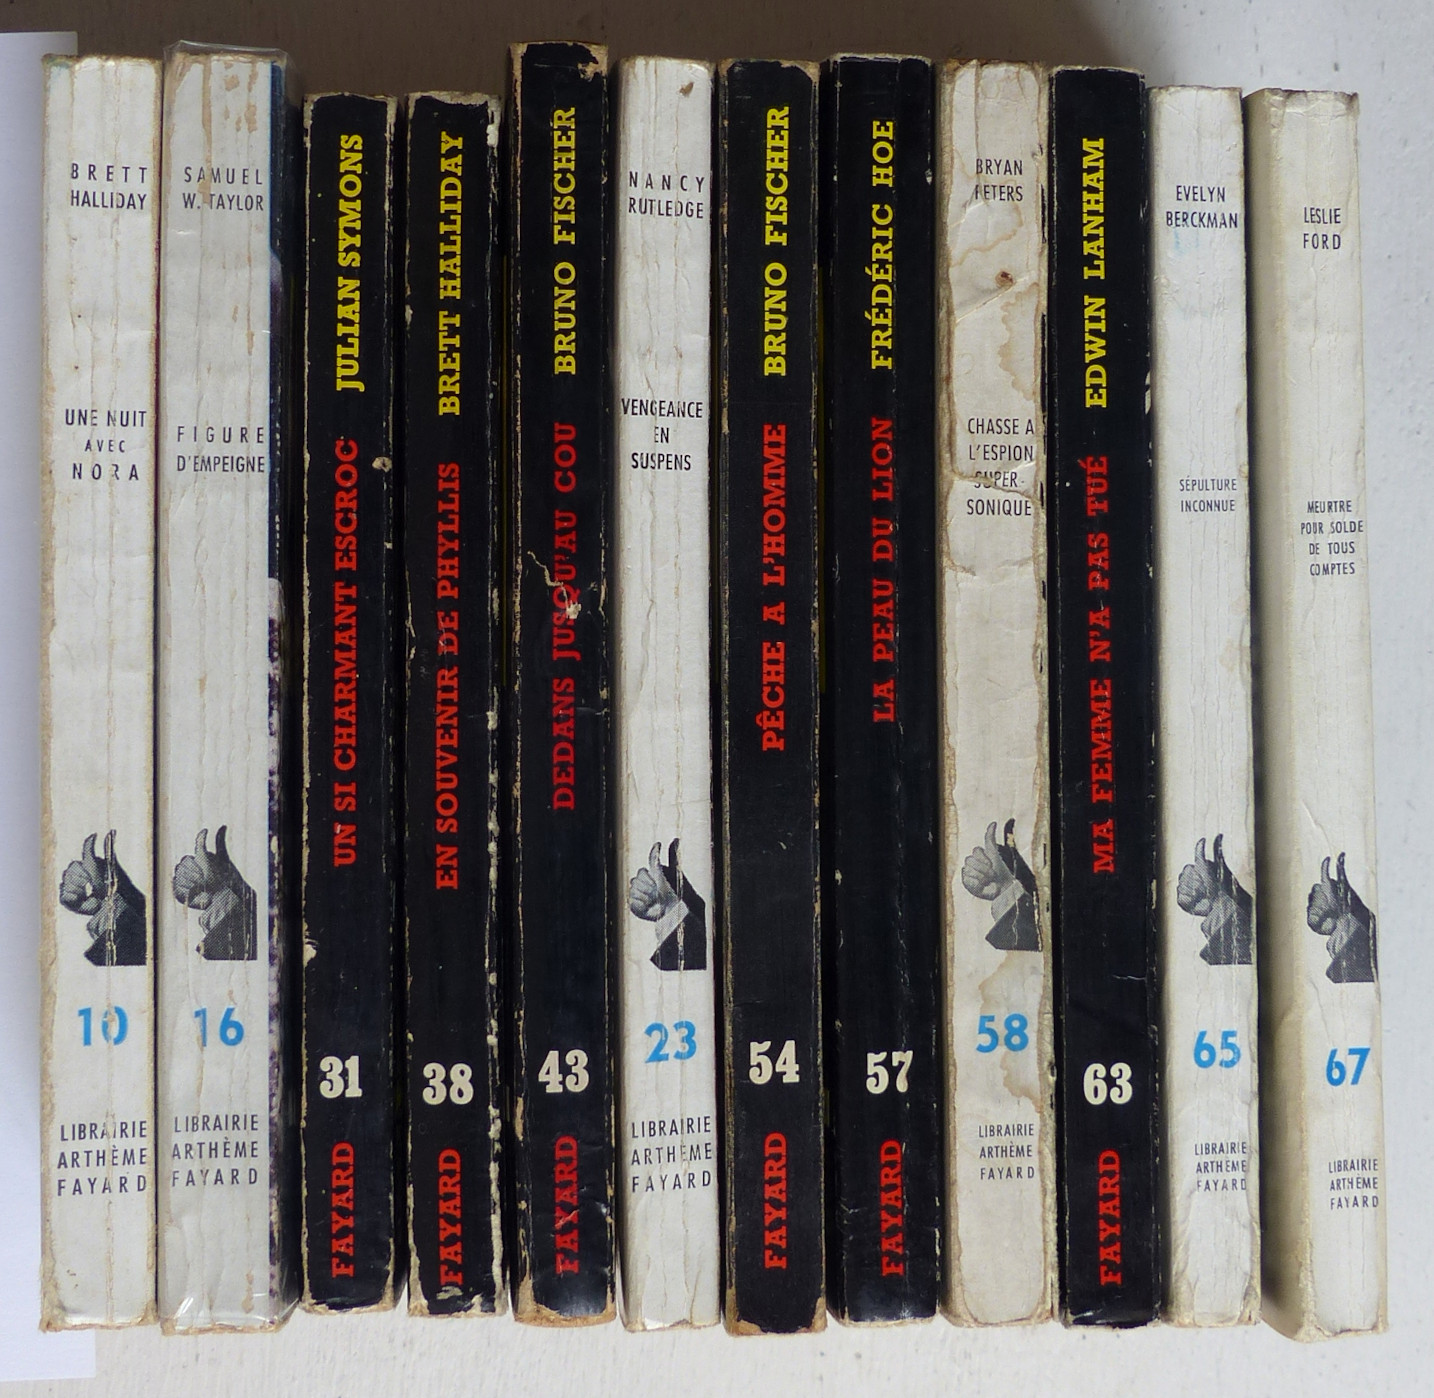 BRETT
HALLIDAY
UNE NUIT
AVEC
NORA
10
LIBRAIRIE
ARTHÈME
FAYARD
SAMUEL
W. TAYLOR
FIGURE
D'EMPEIGNE
16
LIBRAIRIE
ARTHÈME
FAYARD
FAYARD 31 UN SI CHARMANT ESCROC JULIAN SYMONS
FAYARD 38 EN SOUVENIR DE PHYLLIS BRETT HALLIDAY
FAYARD 43 DEDANS JUSQU'AU COU BRUNO FISCHER
NANCY
RUTLEDGE
VENGEANCE
EN
SUSPENS
23
LIBRAIRIE
ARTHÈME
FAYARD
FAYARD 54 PÊCHE A L'HOMME BRUNO FISCHER
FAYARD 57 LA PEAU DU LION FRÉDÉRIC HOE
BRYAN
PETERS
CHASSE A
L'ESPION
SUPER-
SONIQUE
58
LIBRAIRIE
ARTHÈME
FAYARD
FAYARD 63 MA FEMME N'A PAS TUÉ EDWIN LANHAM
EVELYN
BERCKMAN
SÉPULTURE
INCONNUE
65
LIBRAIRIE
ARTHEME
FAYARD
LESLIE
FORD
MEURTRE
POUR SOLDE
DE TOUS
COMPTES
67
LIBRAIRIE
ARTHEME
FAYARD